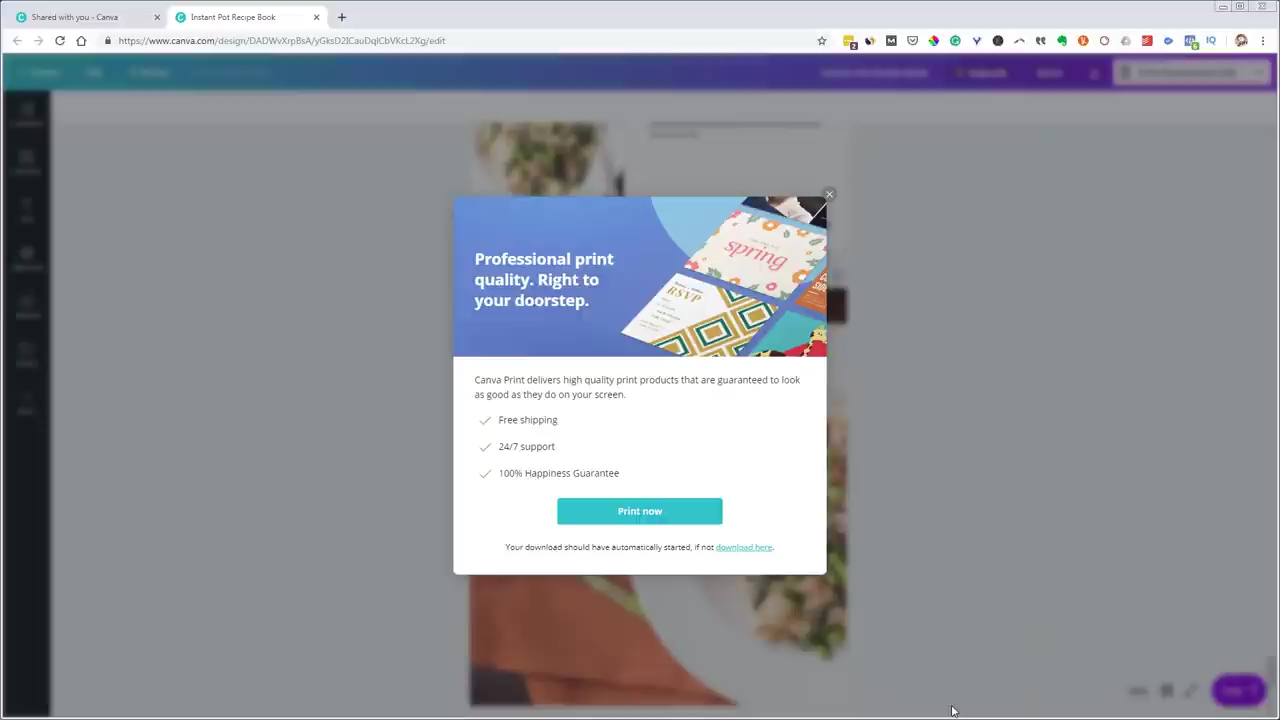 Shared with you - Canva
Instant Pot Recipe Book
https://www.canva.com/design/DADWvXrpBsA/yGksD2ICauDqlCbVKcL2Xg/edit
spring
RSVP
Professional print
quality. Right to
your doorstep.
Canva Print delivers high quality print products that are guaranteed to look
as good as they do on your screen.
Free shipping
24/7 support
100% Happiness Guarantee
Print now
Your download should have automatically started, if not download here.